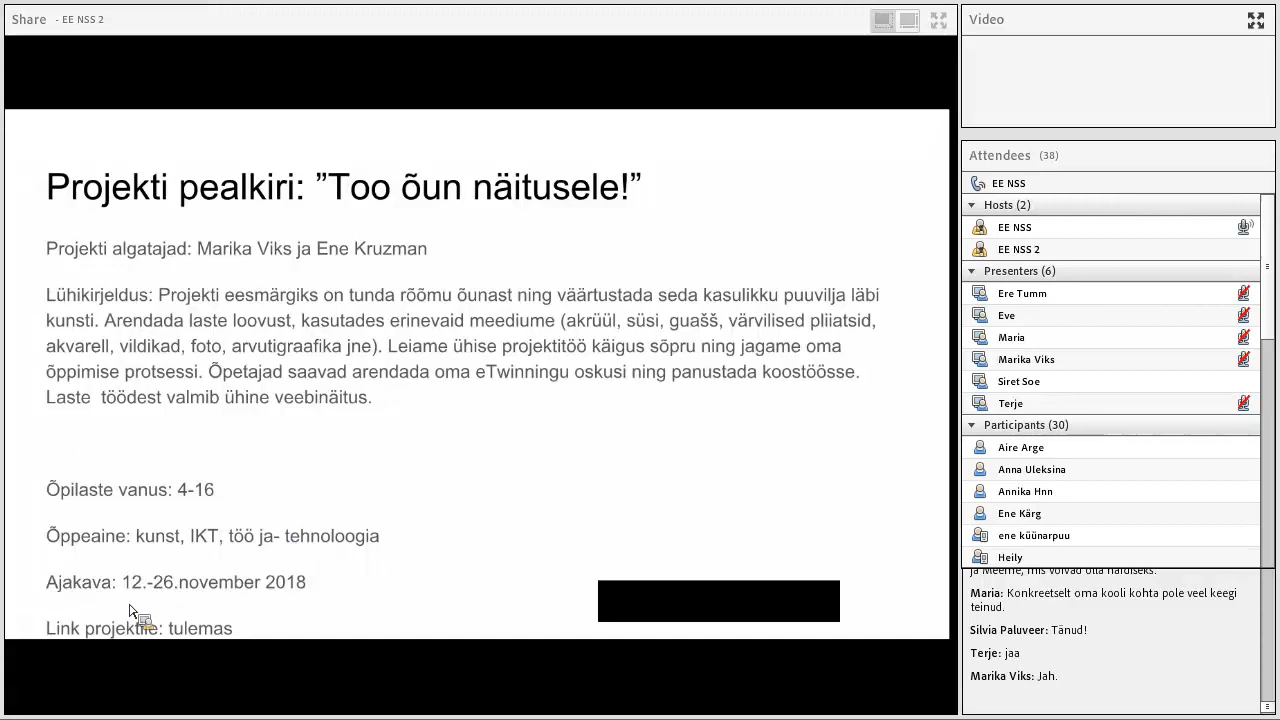 Share - EE NSS 2
Projekti pealkiri: ”Too õun näitusele!”
Projekti algatajad: Marika Viks ja Ene Kruzman
Lühikirjeldus: Projekti eesmärgiks on tunda rõõmu õunast ning väärtustada seda kasulikku puuvilja läbi
kunsti. Arendada laste loovust, kasutades erinevaid meediume (akrüül, süsi, guašš, värvilised pliiatsid,
akvarell, vildikad, foto, arvutgraafika jne). Leiame ühise projektitöö käigus sõpru ning jagame oma
õppimise protsessi. Õpetajad saavad arendada oma eTwinningu oskusi ning panustada koostöösse.
Laste töödest valmib ühine veebinäitus.
Õpilaste vanus: 4-16
Õppeaine: kunst, IKT, töö ja- tehnoloogia
Ajakava: 12.-26.november 2018
Link projektile: tulemas
Video
Attendees (38)
EE NSS
Hosts (2)
EE NSS
EE NSS 2
Presenters (6)
Ere Tumm
Eve
Maria
Marika Viks
Siret Soe
Terje
Participants (30)
Aire Arge
Anna Uleksina
Annika Hnn
Ene Kärg
ene küünarpuu
Heily
ja Meerne, mis võivad olla näidiseks.
Maria: Konkreetselt oma kooli kohta pole veel keegi
teinud.
Silvia Paluveer: Tänud!
Terje: jaa
Marika Viks: Jah.